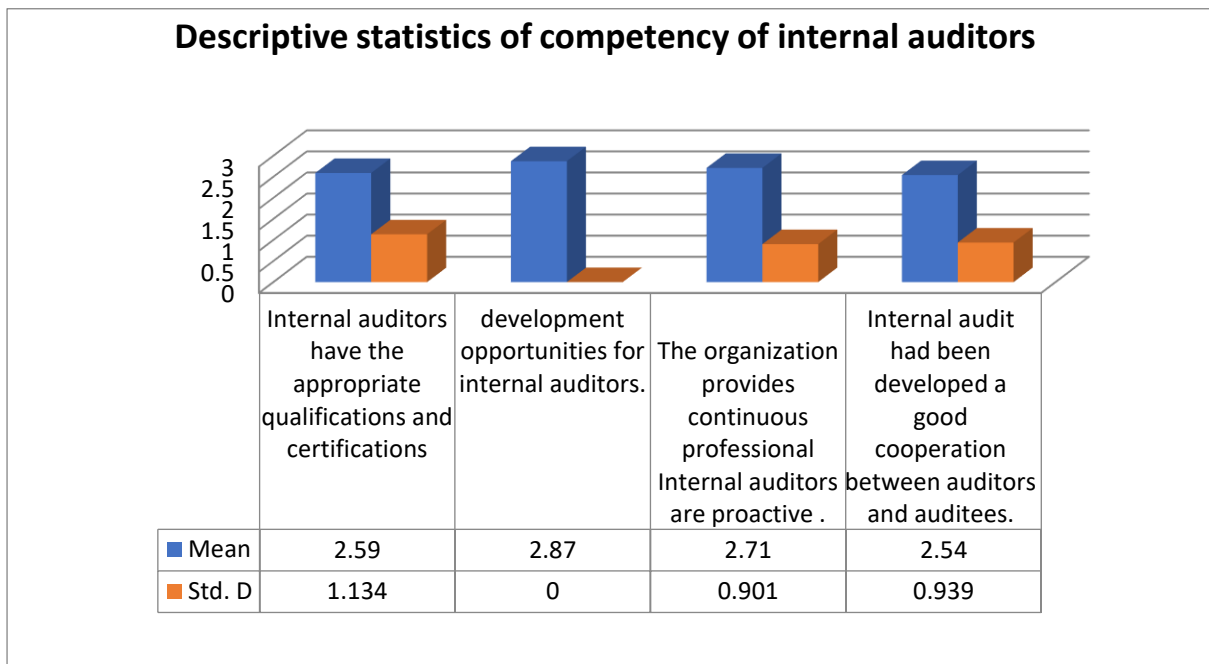 Descriptive statistics of competency of internal auditors
3
2.5
2
1.5
1
0.5
0
Internal auditors
have the
appropriate
qualifications and
certifications
development
opportunities for
internal auditors.
The organization
provides
continuous
professional
Internal auditors
are proactive .
Internal audit
had been
developed a
good
cooperation
between auditors
and auditees.
Mean 2.59 2.87 2.71 2.54
Std. D 1.134 0 0.901 0.939